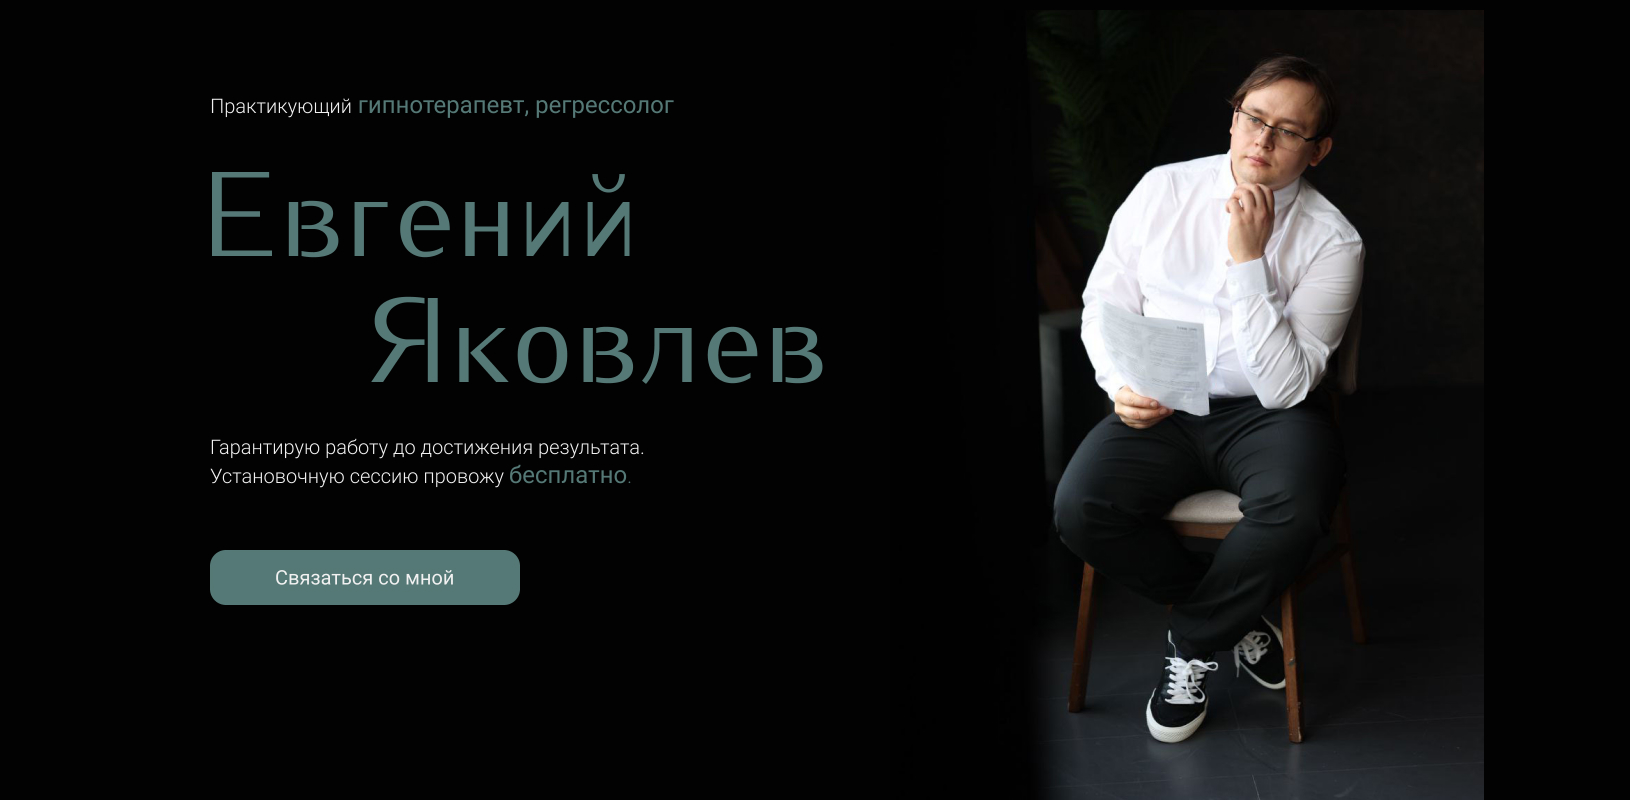 Практикующий гипнотерапевт, регрессолог
Евгений
Яковлев
Гарантирую работу до достижения результата.
Установочную сессию провожу бесплатно.
Связаться со мной